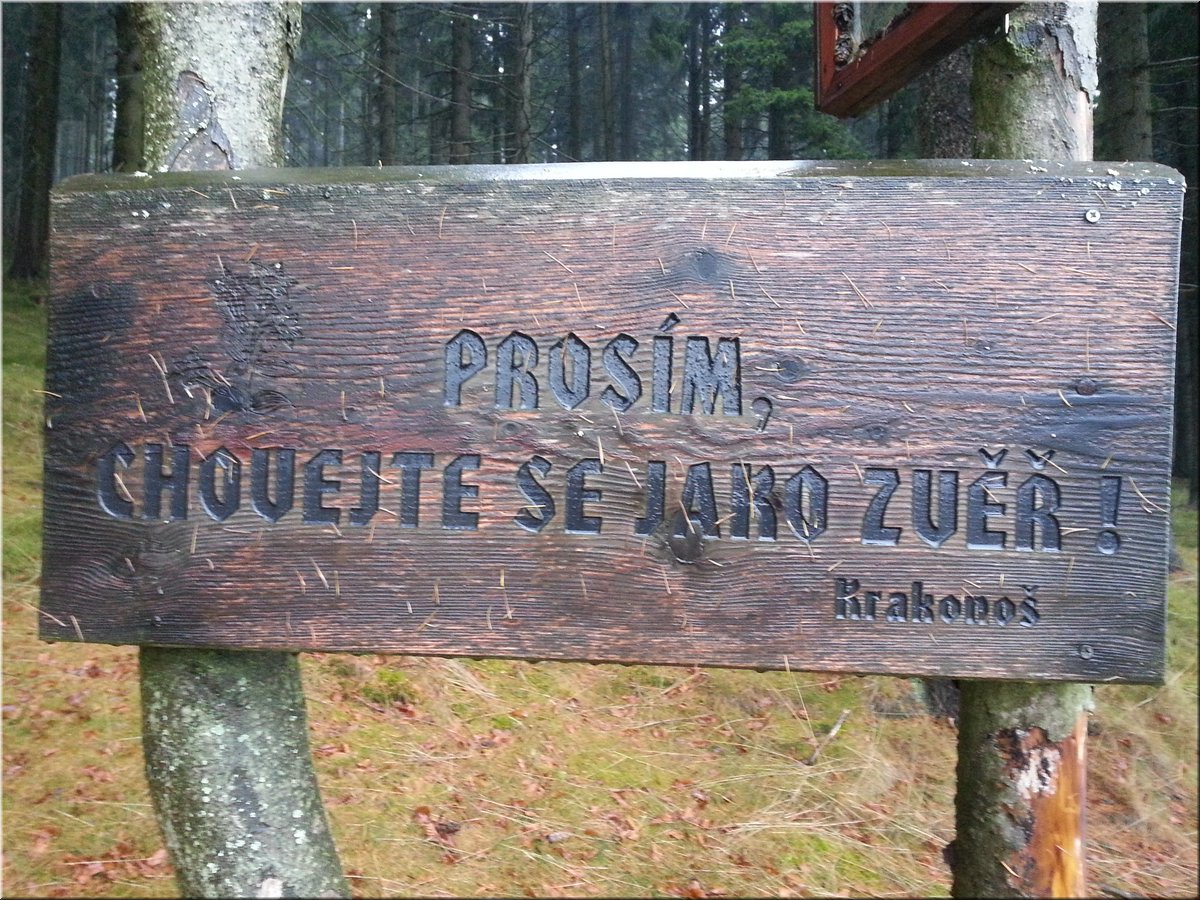 PROSÍM,
CHOVEJTE SE JAKO ZVĚŘ !
Krakonoš